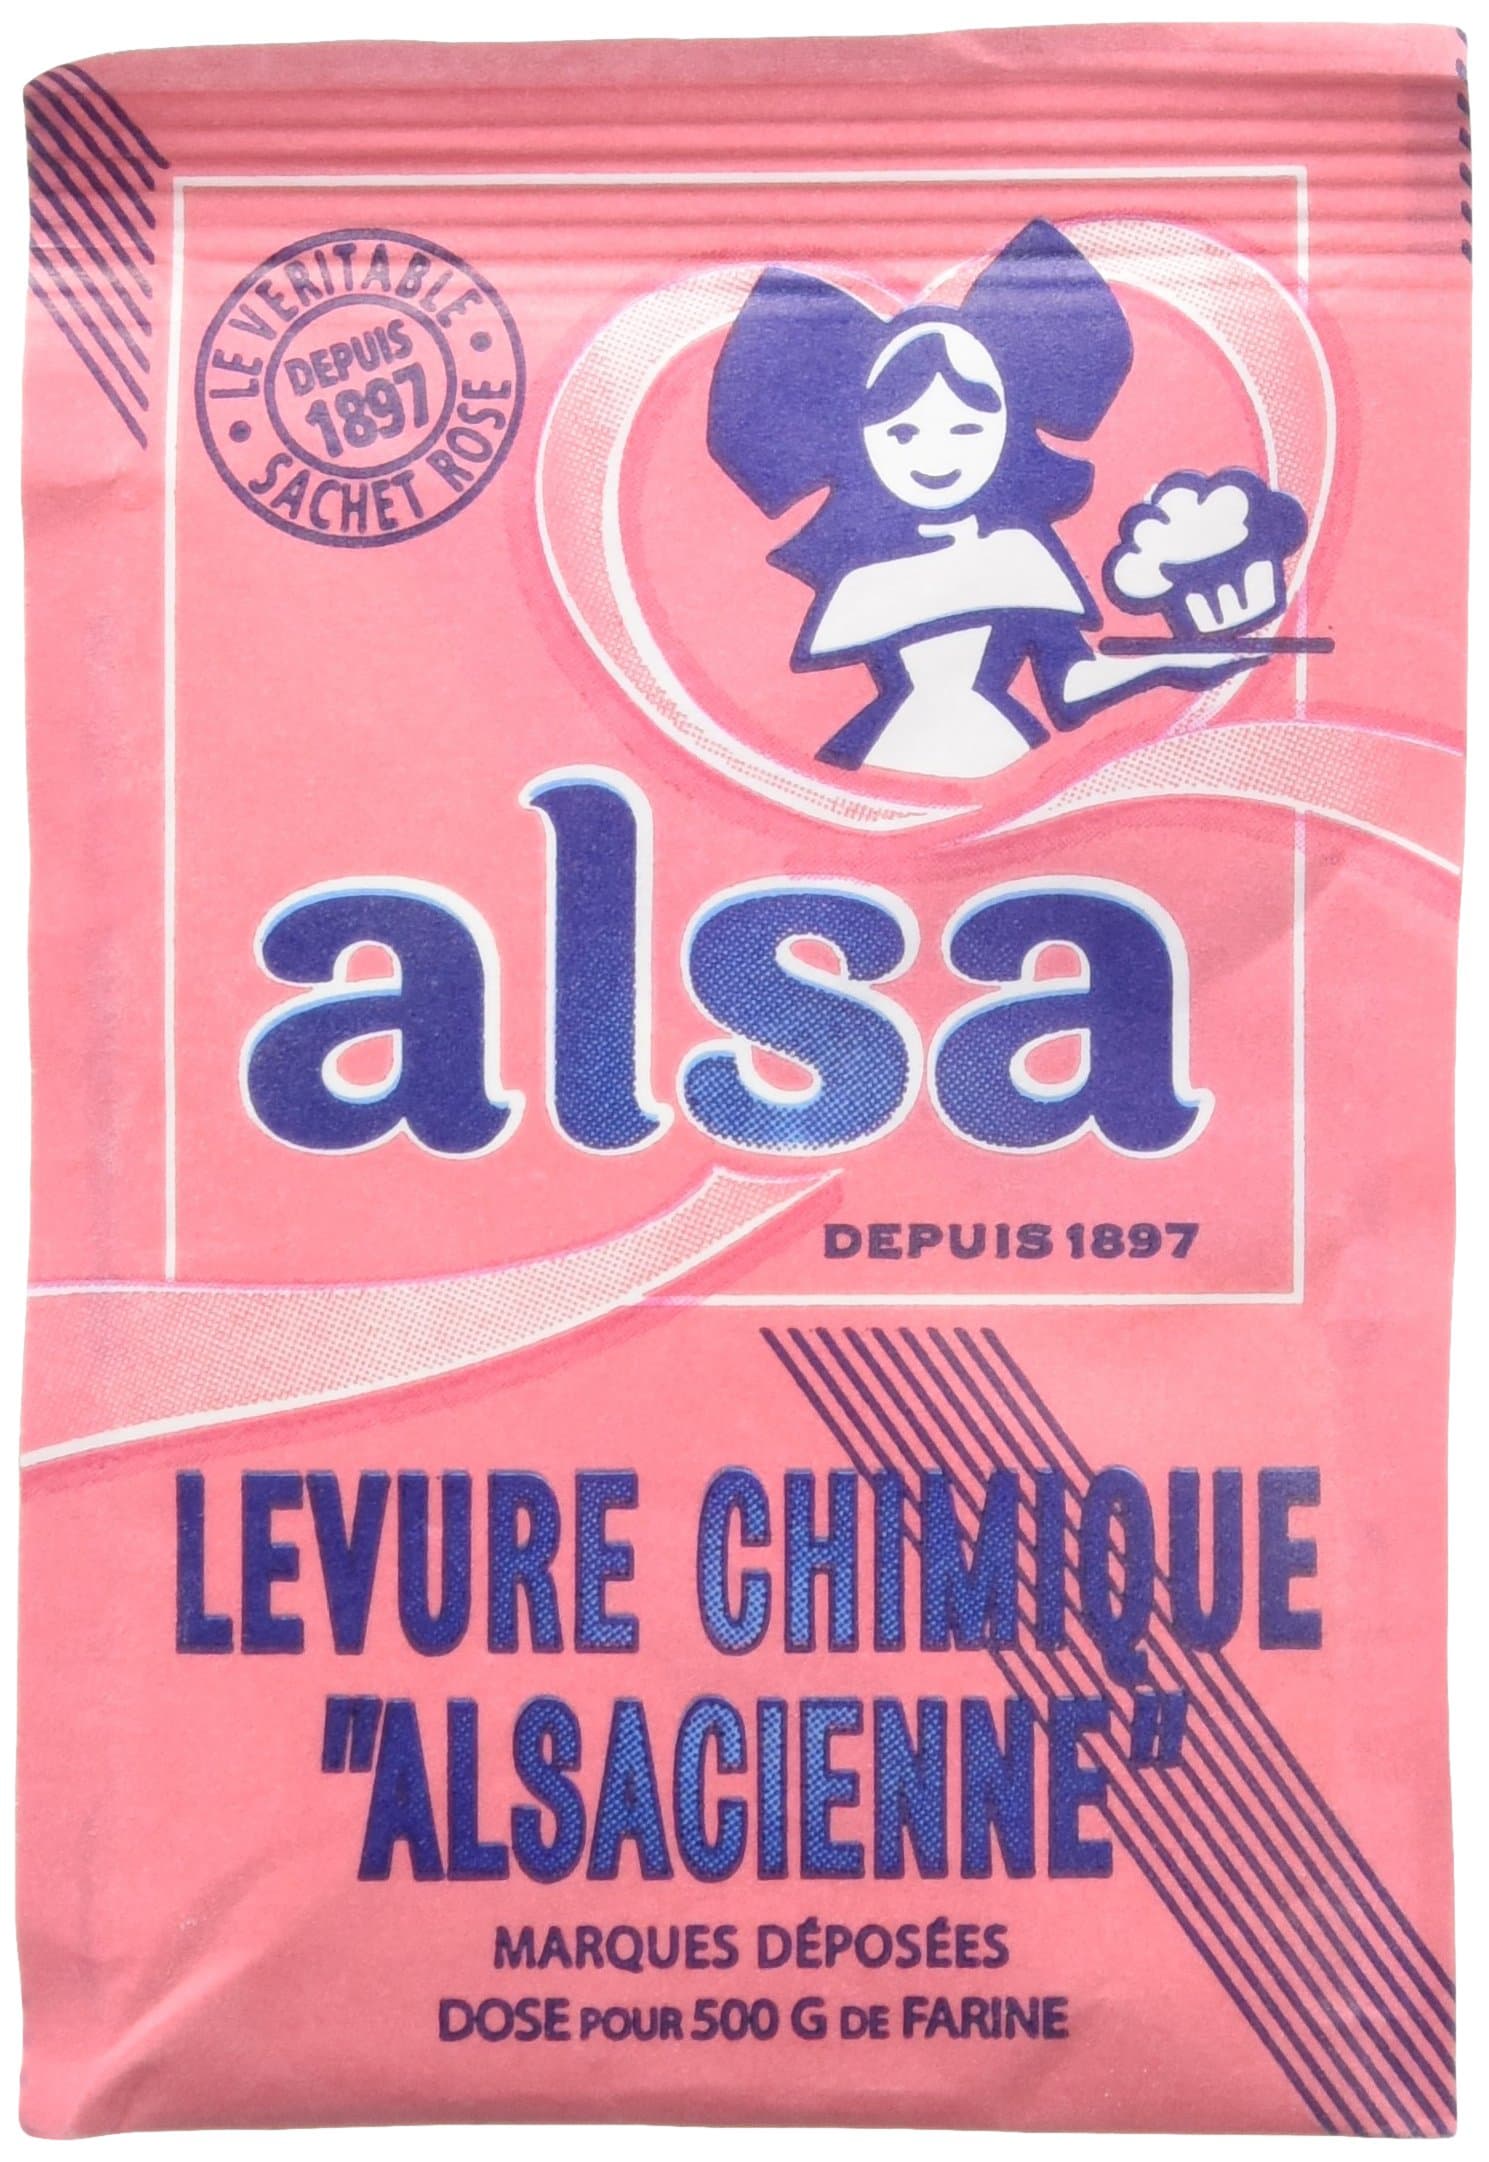 LE VERITABLE
DEPUIS
1897
SACHET ROSE
alsa
DEPUIS 1897
LEVURE CHIMIQUE
"ALSACIENNE"
MARQUES DÉPOSÉES
DOSE POUR 500 G DE FARINE